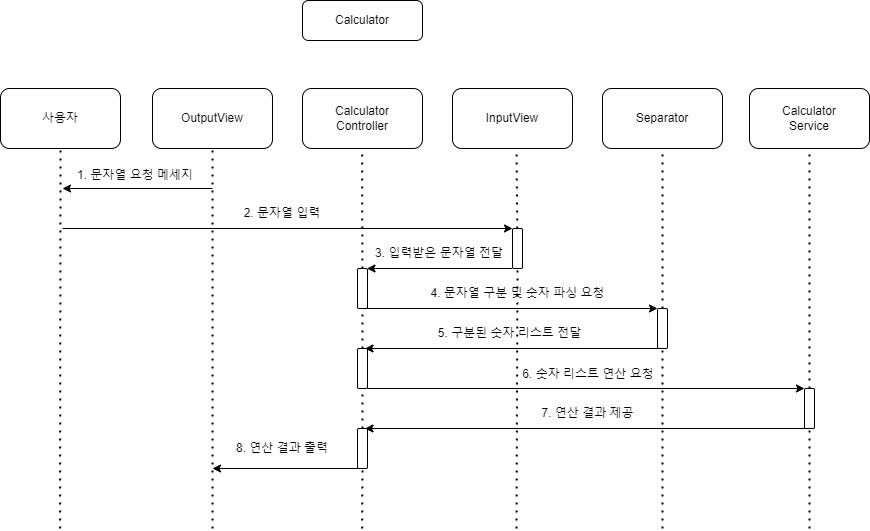 Calculator
사용자
OutputView
Calculator
Controller
InputView
Separator
Calculator
Service
1. 문자열 요청 메세지
2. 문자열 입력
3. 입력받은 문자열 전달
4. 문자열 구분 및 숫자 파싱 요청
5. 구분된 숫자 리스트 전달
6. 숫자 리스트 연산 요청
7. 연산 결과 제공
8. 연산 결과 출력